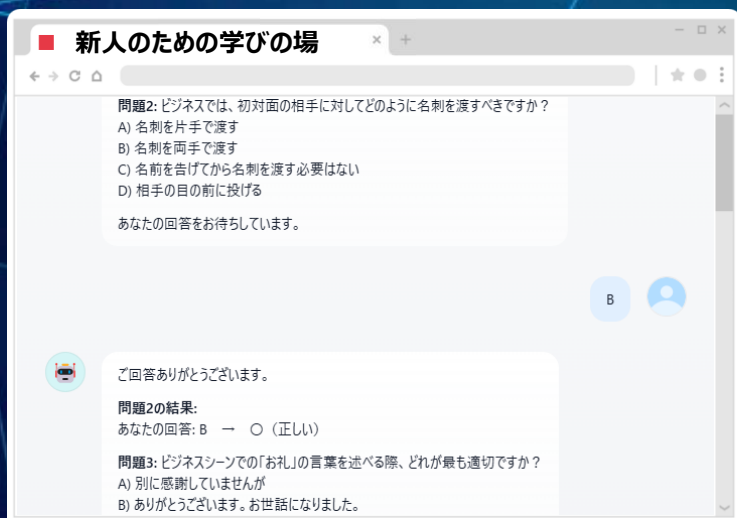 新人のための学びの場
問題2: ビジネスでは、初対面の相手に対してどのように名刺を渡すべきですか？
A) 名刺を片手で渡す
B) 名刺を両手で渡す
C) 名前を告げてから名刺を渡す必要はない
D) 相手の目の前に投げる
あなたの回答をお待ちしています。
B
ご回答ありがとうございます。
問題2の結果:
あなたの回答: B → ○（正しい）
問題3: ビジネスシーンでの「お礼」の言葉を述べる際、どれが最も適切ですか？
A) 別に感謝していませんが
B) ありがとうございます。お世話になりました。